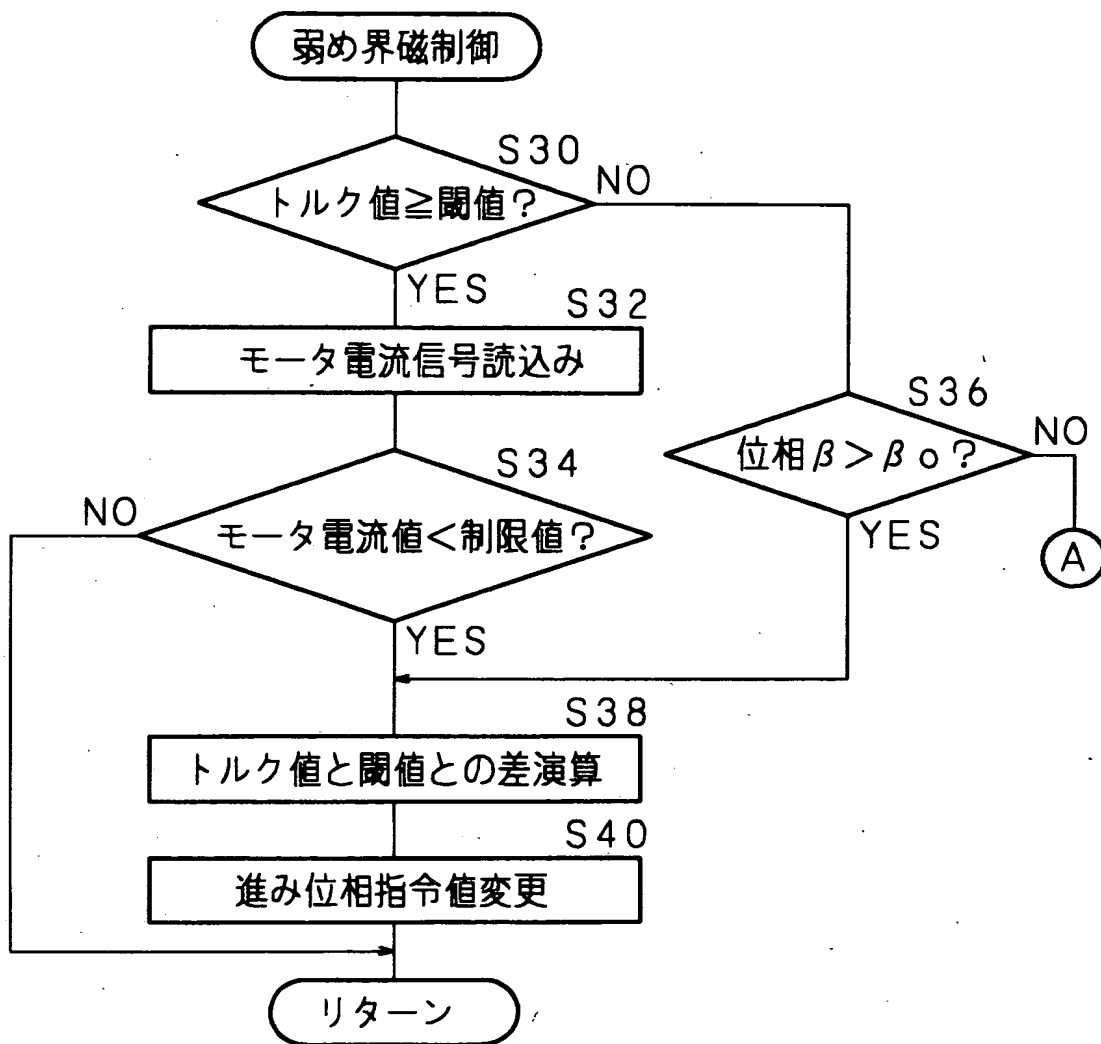 弱め界磁制御
S30
トルク値≧閾値?
NO
YES
S32
モータ電流信号読込み
S36
位相β>βo?
NO
YES
A
S34
モータ電流値<制限値?
NO
YES
S38
トルク値と閾値との差演算
S40
進み位相指令値変更
リターン